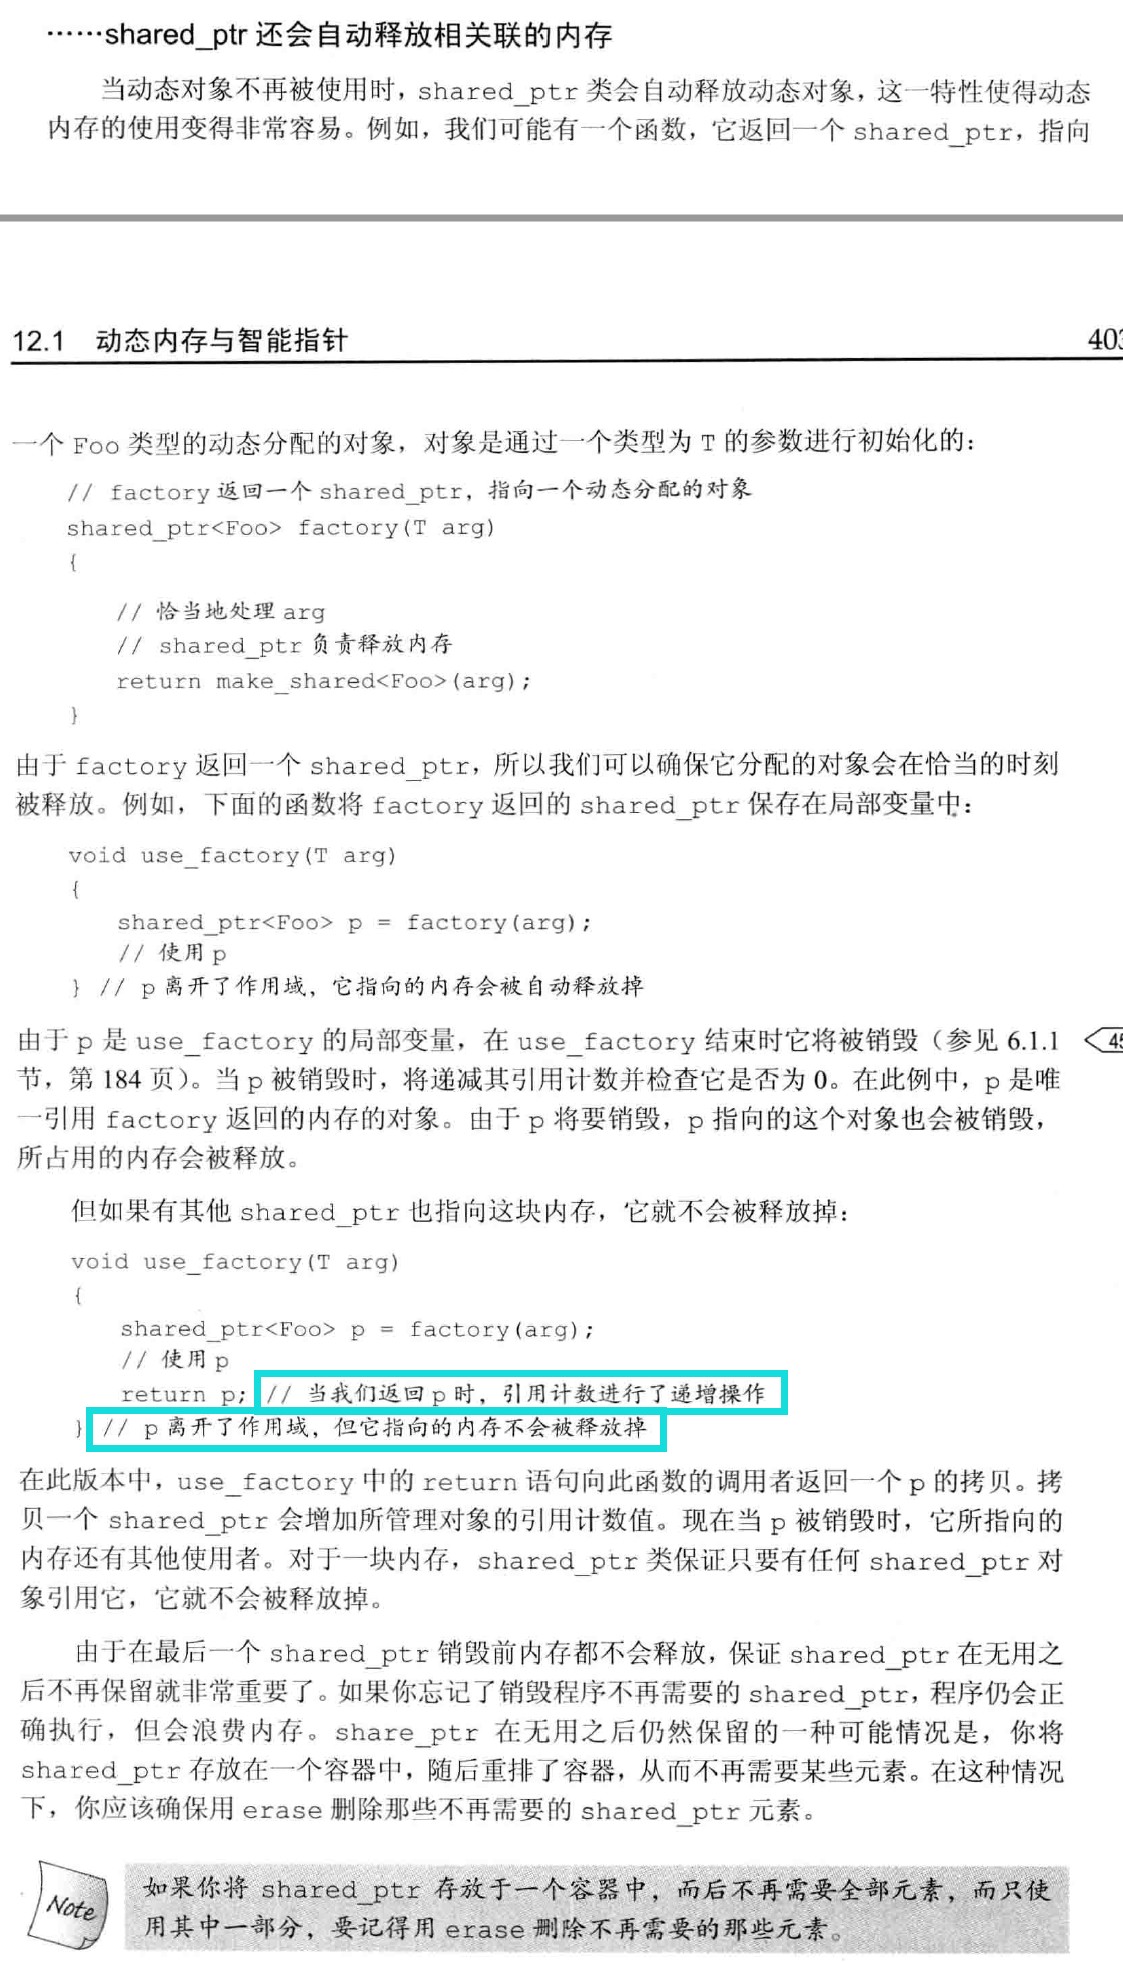 ……shared_ptr 还会自动释放相关联的内存
当动态对象不再被使用时，shared_ptr 类会自动释放动态对象，这一特性使得动态
内存的使用变得非常容易。例如，我们可能有一个函数，它返回一个 shared_ptr，指向
12.1 动态内存与智能指针 403
一个 Foo 类型的动态分配的对象，对象是通过一个类型为 T 的参数进行初始化的：
// factory 返回一个 shared_ptr，指向一个动态分配的对象
shared_ptr<Foo> factory(T arg)
{
// 恰当地处理 arg
// shared_ptr 负责释放内存
return make_shared<Foo>(arg);
}
由于 factory 返回一个 shared_ptr，所以我们可以确保它分配的对象会在恰当的时刻
被释放。例如，下面的函数将 factory 返回的 shared_ptr 保存在局部变量中：
void use_factory(T arg)
{
shared_ptr<Foo> p = factory(arg);
// 使用 p
} // p 离开了作用域，它指向的内存会被自动释放掉
由于 p 是 use_factory 的局部变量，在 use_factory 结束时它将被销毁（参见 6.1.1
节，第 184 页）。当 p 被销毁时，将递减其引用计数并检查它是否为 0。在此例中，p 是唯
一引用 factory 返回的内存的对象。由于 p 将要销毁，p 指向的这个对象也会被销毁，
所占用的内存会被释放。
但如果有其他 shared_ptr 也指向这块内存，它就不会被释放掉：
void use_factory(T arg)
{
shared_ptr<Foo> p = factory(arg);
// 使用 p
return p; // 当我们返回 p 时，引用计数进行了递增操作
} // p 离开了作用域，但它指向的内存不会被释放掉
在此版本中，use_factory 中的 return 语句向此函数的调用者返回一个 p 的拷贝。拷
贝一个 shared_ptr 会增加所管理对象的引用计数值。现在当 p 被销毁时，它所指向的
内存还有其他使用者。对于一块内存，shared_ptr 类保证只要有任何 shared_ptr 对
象引用它，它就不会被释放掉。
由于在最后一个 shared_ptr 销毁前内存都不会释放，保证 shared_ptr 在无用之
后不再保留就非常重要了。如果你忘记了销毁程序不再需要的 shared_ptr，程序仍会正
确执行，但会浪费内存。share_ptr 在无用之后仍然保留的一种可能情况是，你将
shared_ptr 存放在一个容器中，随后重排了容器，从而不再需要某些元素。在这种情况
下，你应该确保用 erase 删除那些不再需要的 shared_ptr 元素。
Note
如果你将 shared_ptr 存放于一个容器中，而后不再需要全部元素，而只使
用其中一部分，要记得用 erase 删除不再需要的那些元素。